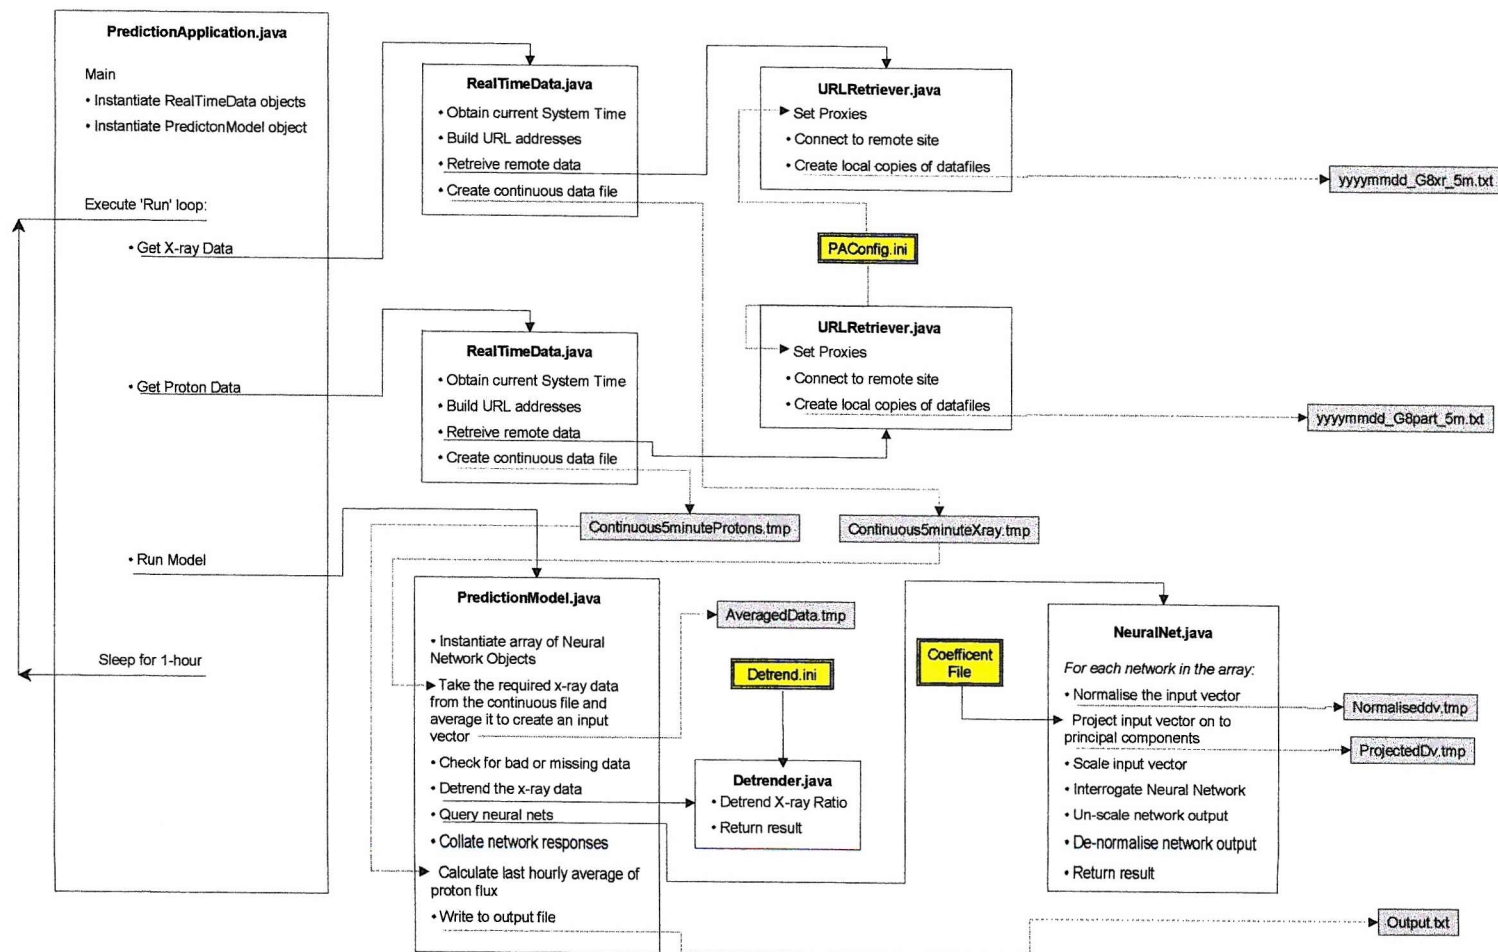 PredictionApplication.java
Main
• Instantiate RealTimeData objects
• Instantiate PredictonModel object
Execute 'Run' loop:
• Get X-ray Data
• Get Proton Data
• Run Model
Sleep for 1-hour
RealTimeData.java
• Obtain current System Time
• Build URL addresses
• Retreive remote data
• Create continuous data file
URLRetriever.java
Set Proxies
• Connect to remote site
• Create local copies of datafiles
yyyymmdd_G8xr_5m.txt
PAConfig.ini
RealTimeData.java
• Obtain current System Time
• Build URL addresses
• Retreive remote data
• Create continuous data file
URLRetriever.java
Set Proxies
• Connect to remote site
• Create local copies of datafiles
yyyymmdd_G8part_5m.txt
Continuous5minuteProtons.tmp
Continuous5minuteXray.tmp
PredictionModel.java
• Instantiate array of Neural
Network Objects
Take the required x-ray data
from the continuous file and
average it to create an input
vector
• Check for bad or missing data
• Detrend the x-ray data
• Query neural nets
• Collate network responses
Calculate last hourly average of
proton flux
• Write to output file
AveragedData.tmp
Detrend.ini
Detrender.java
• Detrend X-ray Ratio
• Return result
Coefficent
File
NeuralNet.java
For each network in the array:
• Normalise the input vector
Project input vector on to
principal components
• Scale input vector
• Interrogate Neural Network
• Un-scale network output
• De-normalise network output
• Return result
Normaliseddv.tmp
ProjectedDv.tmp
Output.txt